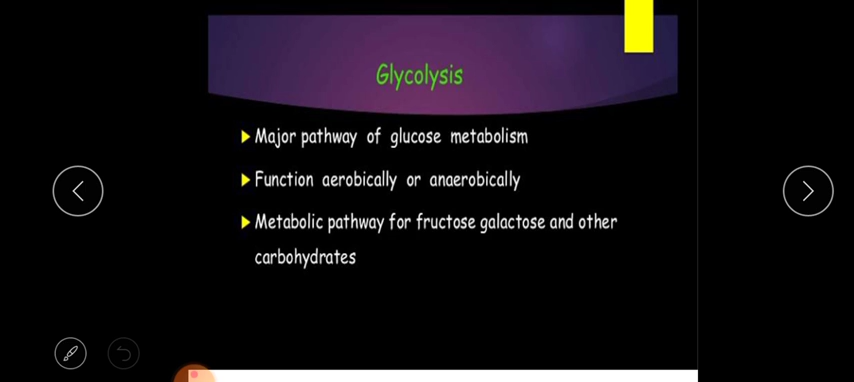 Glycolysis
Major pathway of glucose metabolism
Function aerobically or anaerobically
Metabolic pathway for fructose galactose and other
carbohydrates